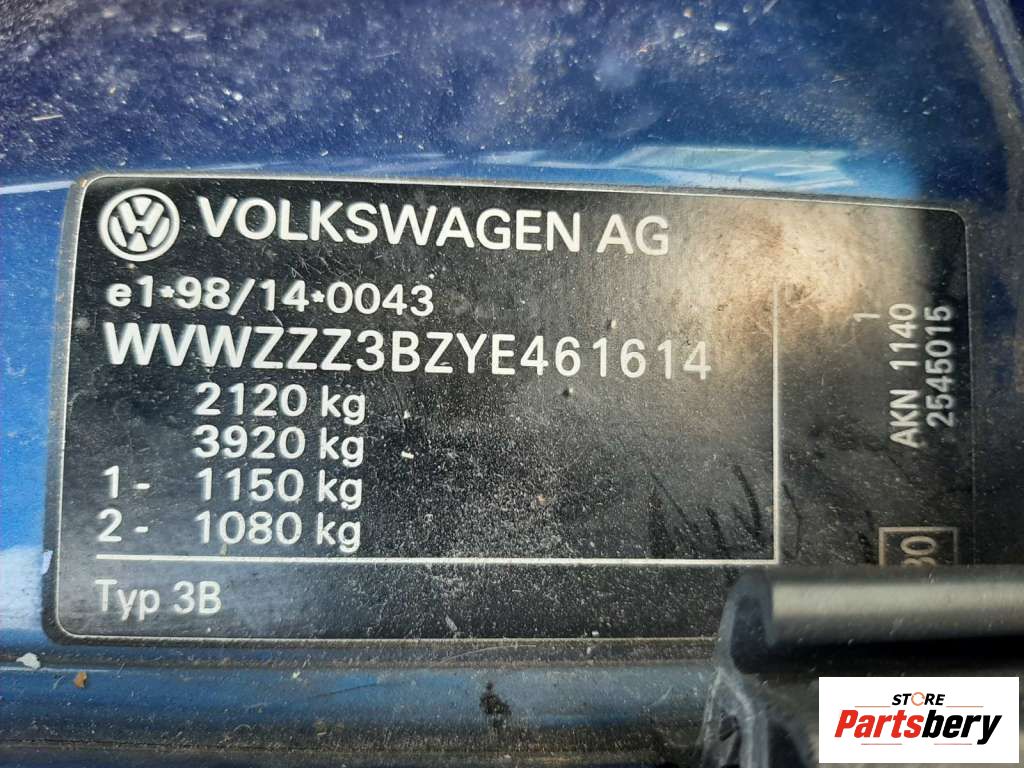 VOLKSWAGEN AG
e1*98/14*0043
WVWZZZ3BZYE461614
2120 kg
3920 kg
1- 1150 kg
2- 1080 kg
Typ 3B
1
AKN 1140
2545015
STORE
Partsbery